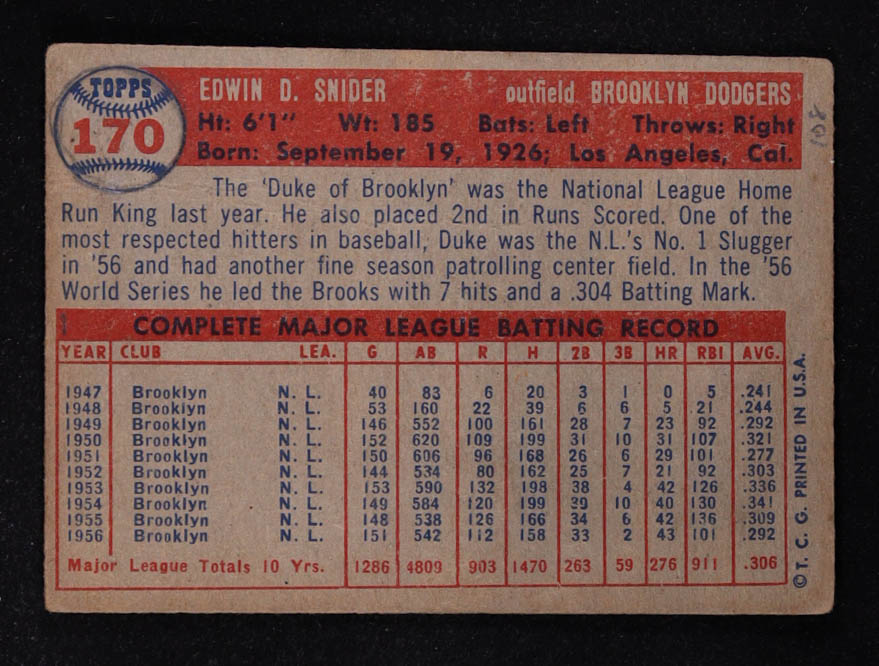 TOPPS
170
EDWIN D. SNIDER outfield BROOKLYN DODGERS
Ht: 6'1" Wt: 185 Bats: Left Throws: Right
Born: September 19, 1926; Los Angeles, Cal.
108
The 'Duke of Brooklyn' was the National League Home
Run King last year. He also placed 2nd in Runs Scored. One of the
most respected hitters in baseball, Duke was the N.L.'s No. 1 Slugger
in '56 and had another fine season patrolling center field. In the '56
World Series he led the Brooks with 7 hits and a .304 Batting Mark.
COMPLETE MAJOR LEAGUE BATTING RECORD
YEAR CLUB LEA. G AB R H 2B 3B HR RBI AVG.
1947 Brooklyn N. L. 40 83 6 20 3 1 0 5 .241
1948 Brooklyn N. L. 53 160 22 39 6 6 5 21 .244
1949 Brooklyn N. L. 146 552 100 161 28 7 23 92 .292
1950 Brooklyn N. L. 152 620 109 199 31 10 31 107 .321
1951 Brooklyn N. L. 150 606 96 168 26 6 29 101 .277
1952 Brooklyn N. L. 144 534 80 162 25 7 21 92 .303
1953 Brooklyn N. L. 153 590 132 198 38 4 42 126 .336
1954 Brooklyn N. L. 149 584 120 199 39 10 40 130 .341
1955 Brooklyn N. L. 148 538 126 166 34 6 42 136 .309
1956 Brooklyn N. L. 151 542 112 158 33 2 43 101 .292
Major League Totals 10 Yrs. 1286 4809 903 1470 263 59 276 911 .306
© T. C. G. PRINTED IN U.S.A.